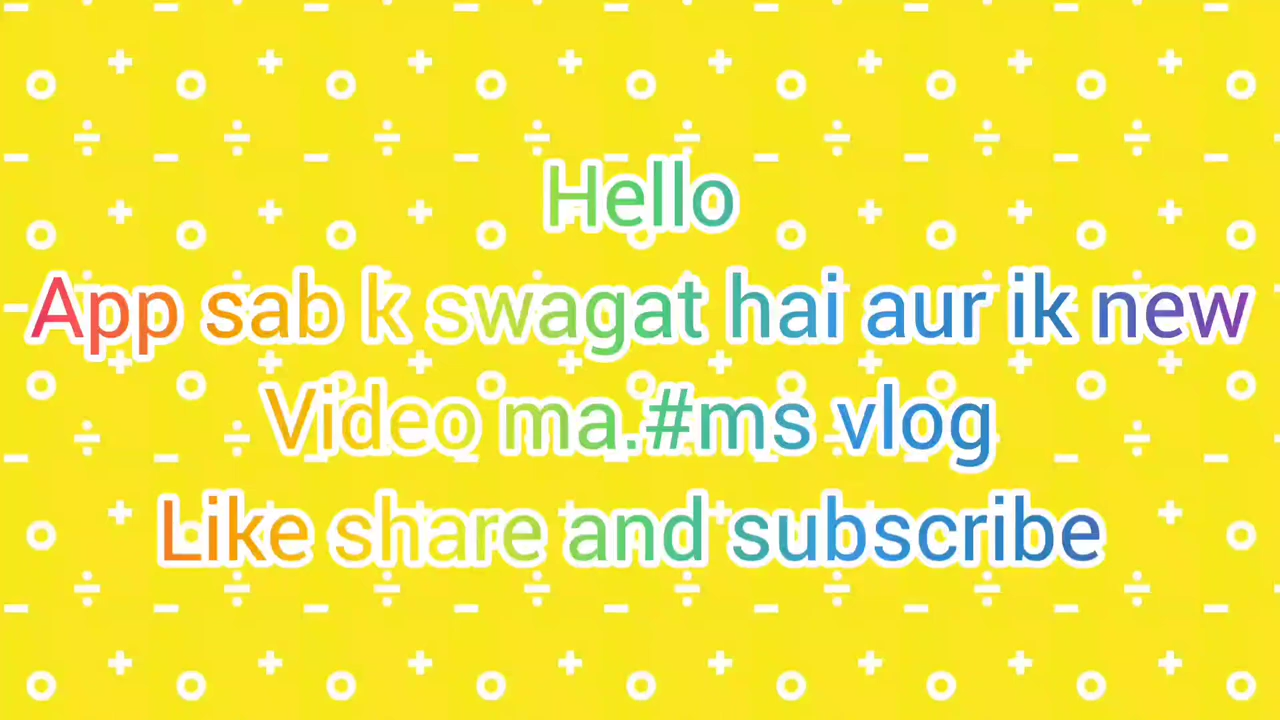 Hello
App sab k swagat hai aur ik new
Video ma.#ms vlog
Like share and subscribe